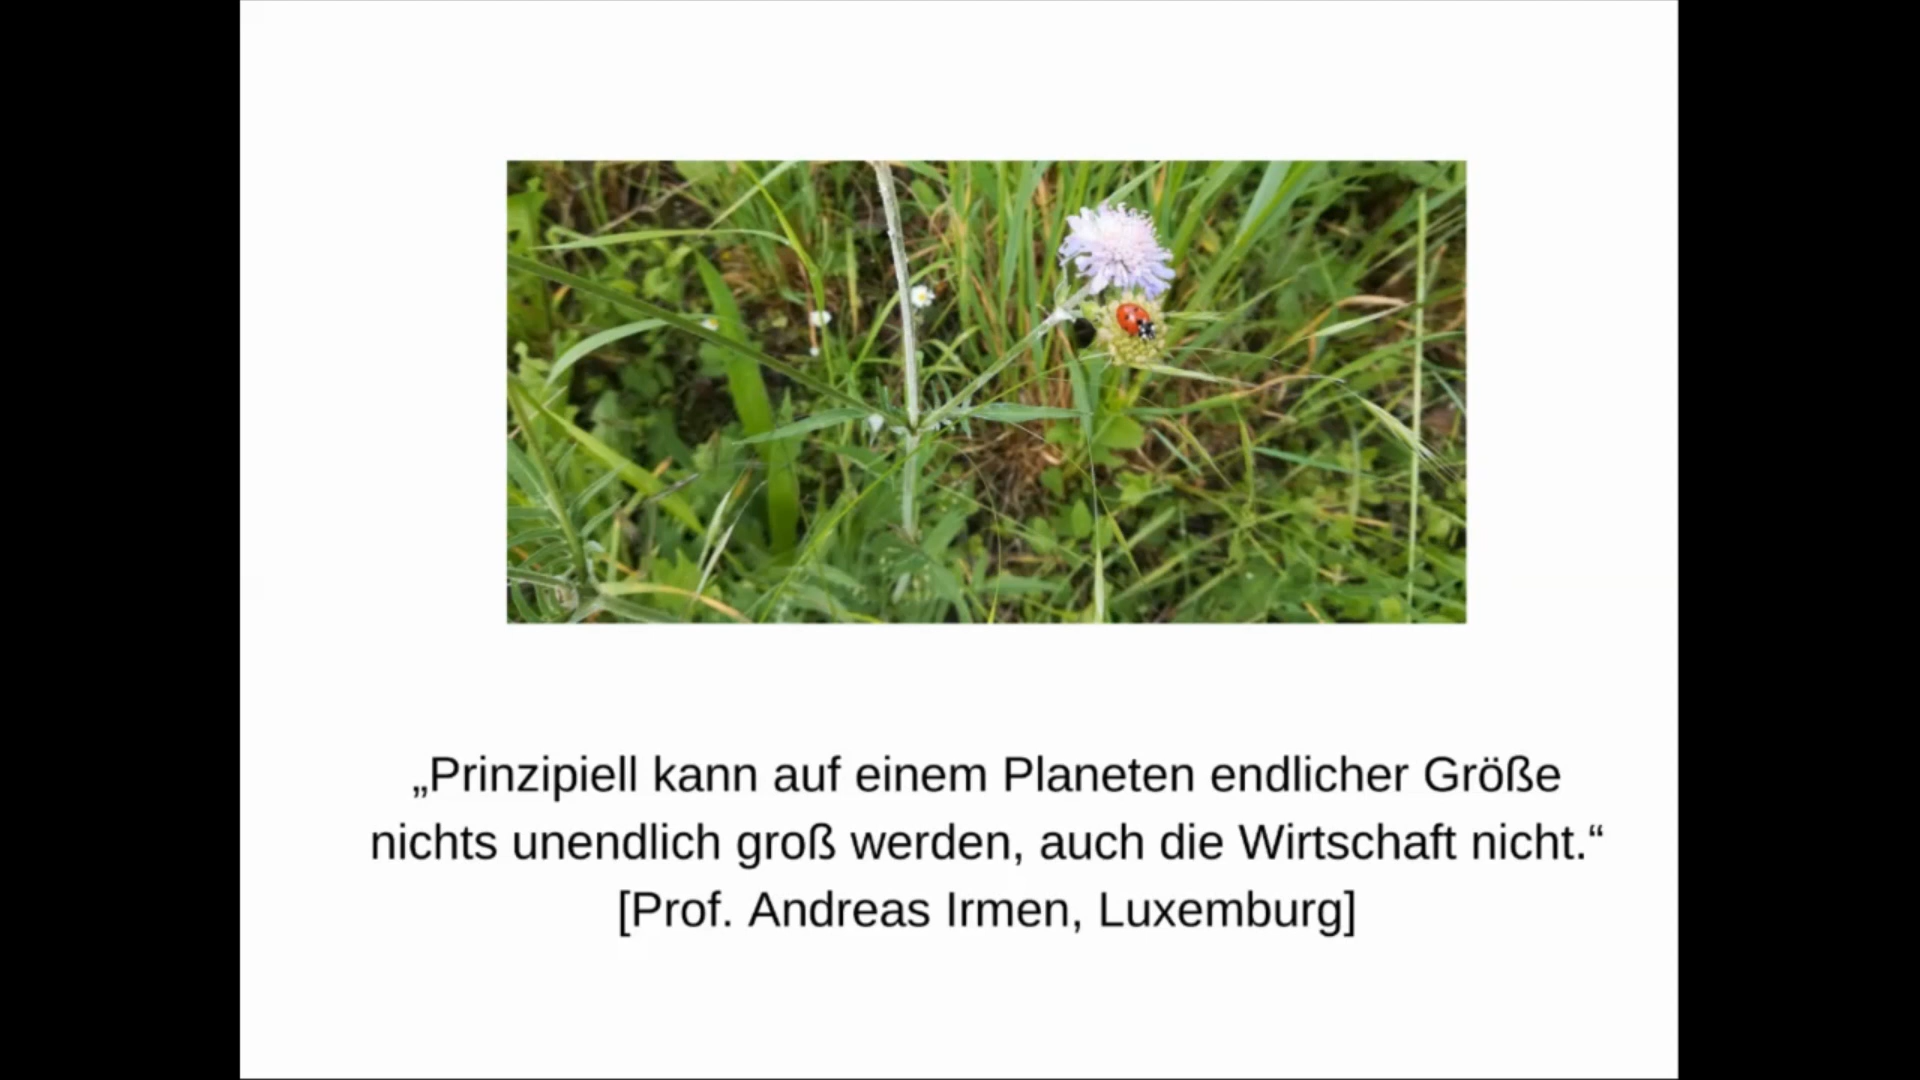 „Prinzipiell kann auf einem Planeten endlicher Größe
nichts unendlich groß werden, auch die Wirtschaft nicht.“
[Prof. Andreas Irmen, Luxemburg]